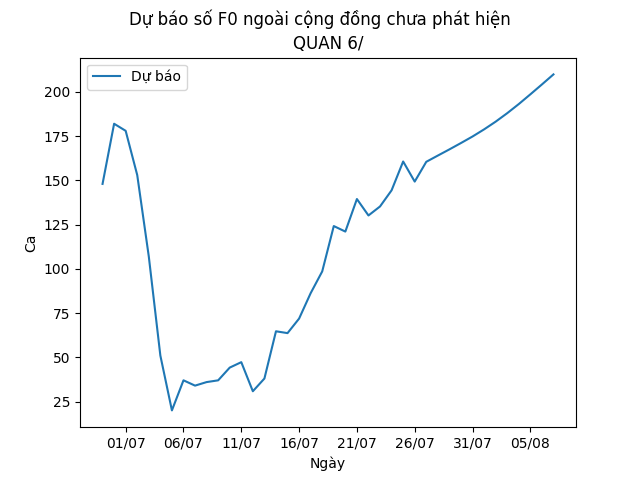 Dự báo số F0 ngoài cộng đồng chưa phát hiện
QUAN 6/
Dự báo
200
175
150
125
100
75
50
25
Ca
01/07 06/07 11/07 16/07 21/07 26/07 31/07 05/08
Ngày